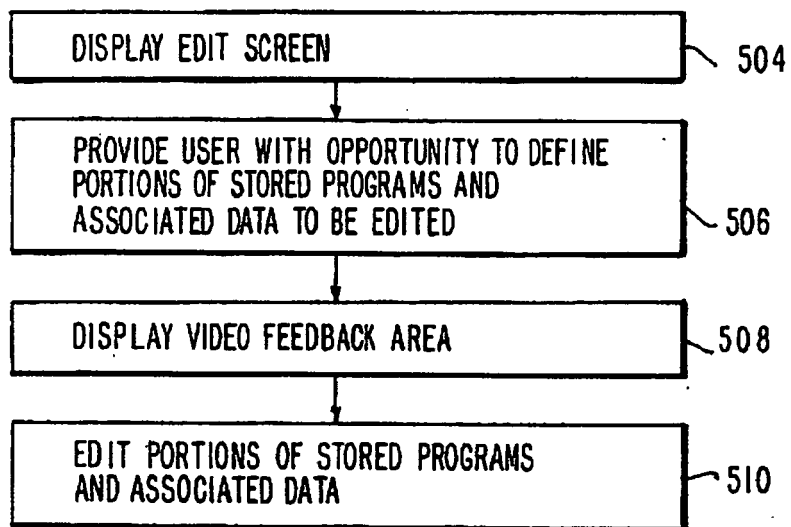 DISPLAY EDIT SCREEN
504
PROVIDE USER WITH OPPORTUNITY TO DEFINE
PORTIONS OF STORED PROGRAMS AND
ASSOCIATED DATA TO BE EDITED
506
DISPLAY VIDEO FEEDBACK AREA
508
EDIT PORTIONS OF STORED PROGRAMS
AND ASSOCIATED DATA
510